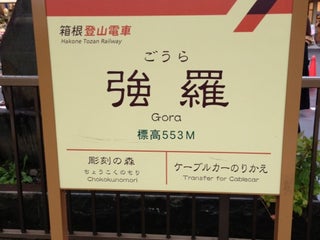 箱根登山電車
Hakone Tozan Railway
ごうら
強羅
Gora
標高553M
彫刻の森
ちょうこくのもり
Chokokunomori
ケーブルカーのりかえ
Transfer for Cablecar